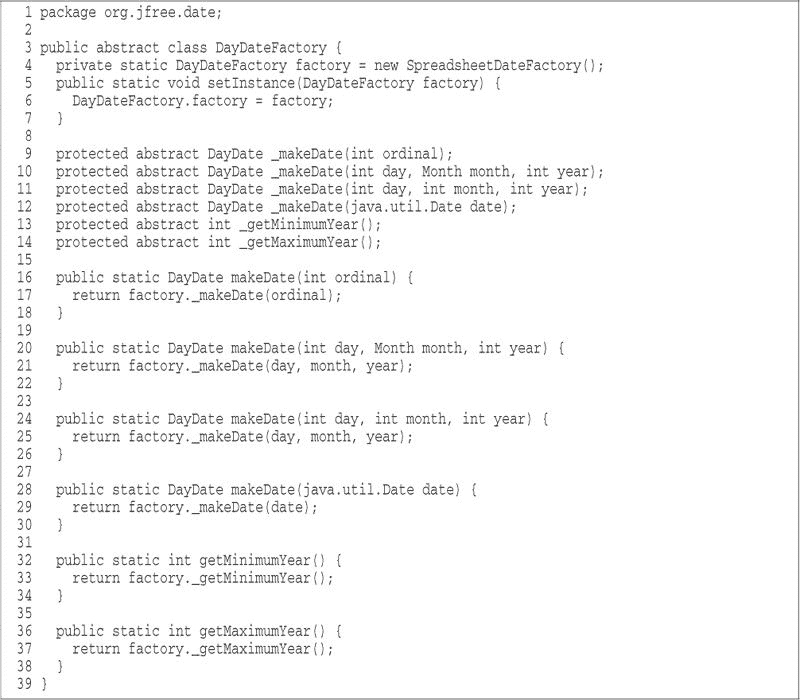 1 package org.jfree.date;
2
3 public abstract class DayDateFactory {
4   private static DayDateFactory factory = new SpreadsheetDateFactory();
5   public static void setInstance(DayDateFactory factory) {
6     DayDateFactory.factory = factory;
7   }
8
9   protected abstract DayDate _makeDate(int ordinal);
10   protected abstract DayDate _makeDate(int day, Month month, int year);
11   protected abstract DayDate _makeDate(int day, int month, int year);
12   protected abstract DayDate _makeDate(java.util.Date date);
13   protected abstract int _getMinimumYear();
14   protected abstract int _getMaximumYear();
15
16   public static DayDate makeDate(int ordinal) {
17     return factory._makeDate(ordinal);
18   }
19
20   public static DayDate makeDate(int day, Month month, int year) {
21     return factory._makeDate(day, month, year);
22   }
23
24   public static DayDate makeDate(int day, int month, int year) {
25     return factory._makeDate(day, month, year);
26   }
27
28   public static DayDate makeDate(java.util.Date date) {
29     return factory._makeDate(date);
30   }
31
32   public static int getMinimumYear() {
33     return factory._getMinimumYear();
34   }
35
36   public static int getMaximumYear() {
37     return factory._getMaximumYear();
38   }
39 }